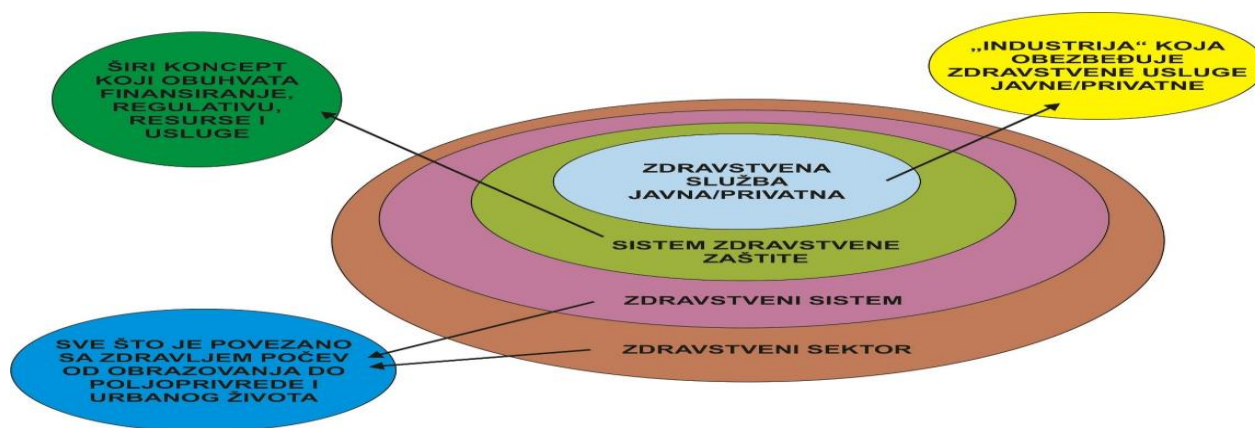 ŠIRI KONCEPT
KOJI OBUHVATA
FINANSIRANJE,
REGULATIVU,
RESURSE I
USLUGE
„INDUSTRIJA“ KOJA
OBEZBEĐUJE
ZDRAVSTVENE USLUGE
JAVNE/PRIVATNE
ZDRAVSTVENA
SLUŽBA
JAVNA/PRIVATNA
SISTEM ZDRAVSTVENE
ZAŠTITE
ZDRAVSTVENI SISTEM
ZDRAVSTVENI SEKTOR
SVE ŠTO JE POVEZANO
SA ZDRAVLJEM POČEV
OD OBRAZOVANJA DO
POLJOPRIVREDE I
URBANOG ŽIVOTA